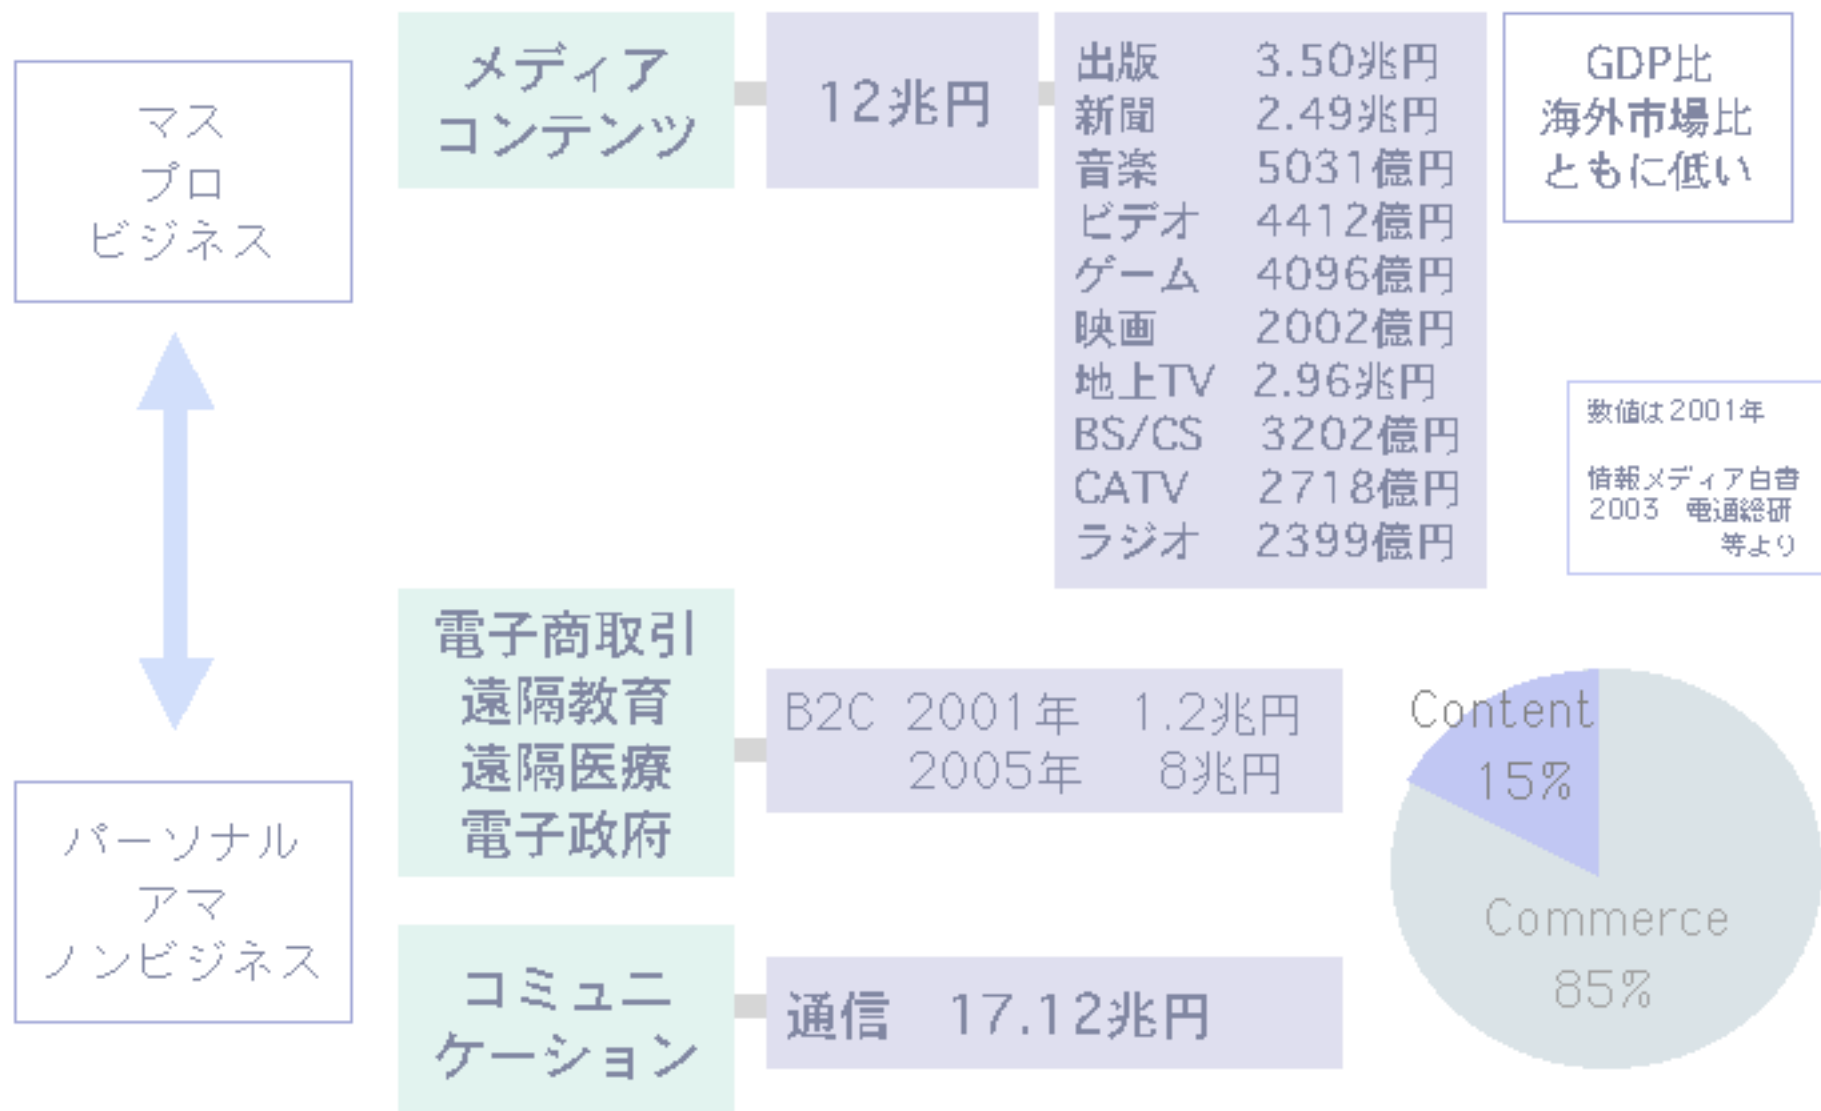 マス
プロ
ビジネス
パーソナル
アマ
ノンビジネス
メディア
コンテンツ
12兆円
出版 3.50兆円
新聞 2.49兆円
音楽 5031億円
ビデオ 4412億円
ゲーム 4096億円
映画 2002億円
地上TV 2.96兆円
BS/CS 3202億円
CATV 2718億円
ラジオ 2399億円
GDP比
海外市場比
ともに低い
数値は2001年
情報メディア白書
2003 電通総研
等より
電子商取引
遠隔教育
遠隔医療
電子政府
B2C 2001年 1.2兆円
2005年 8兆円
Content
15%
Commerce
85%
コミュニ
ケーション
通信 17.12兆円